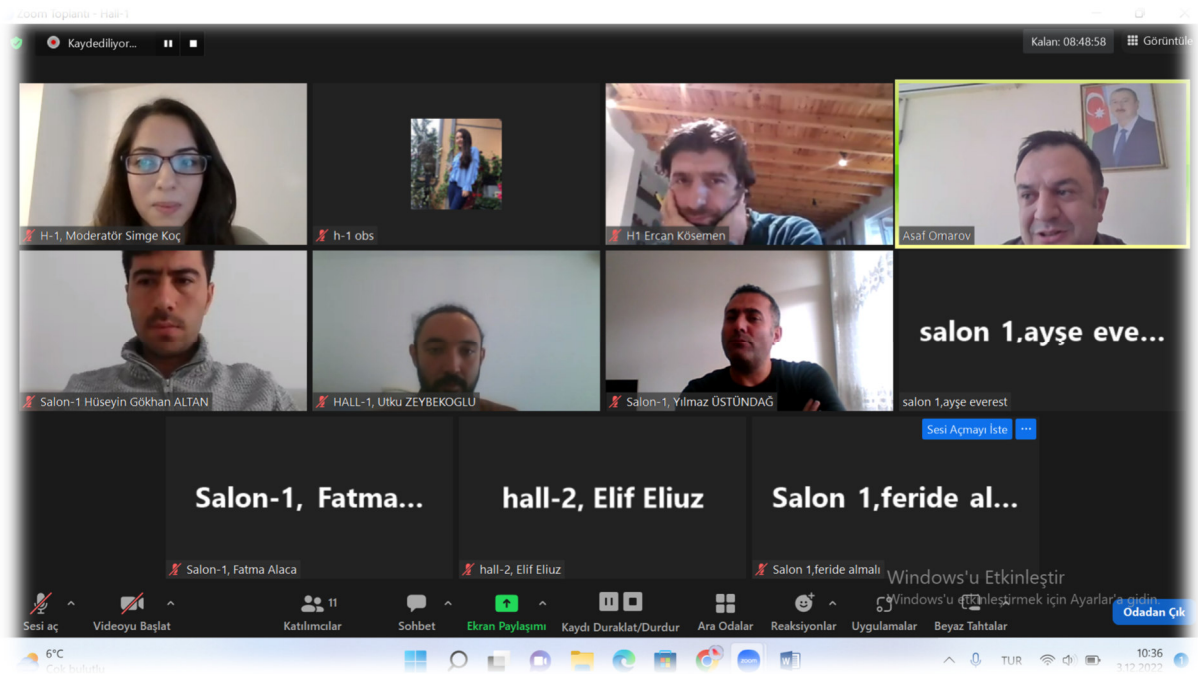 Zoom Toplantı - Hall-1
Kaydediliyor...
Kalan: 08:48:58
Görüntüle
H-1, Moderatör Simge Koç
h-1 obs
H1 Ercan Kösemen
Asaf Omarov
Salon-1 Hüseyin Gökhan ALTAN
HALL-1, Utku ZEYBEKOGLU
Salon-1, Yılmaz ÜSTÜNDAĞ
salon 1,ayşe eve...
salon 1,ayşe everest
Sesi Açmayı İste ...
Salon-1, Fatma...
hall-2, Elif Eliuz
Salon 1,feride al...
Salon-1, Fatma Alaca
hall-2, Elif Eliuz
Salon 1,feride almalı
Windows'u Etkinleştir
Windows'u etkinleştirmek için Ayarlar'a gidin.
11
Sesi aç
Videoyu Başlat
Katılımcılar
Sohbet
Ekran Paylaşımı
Kaydı Duraklat/Durdur
Ara Odalar
Reaksiyonlar
Uygulamalar
Beyaz Tahtalar
Odadan Çık
6°C
Çok bulutlu
zoom
W
TUR
10:36
3.12.2022
1